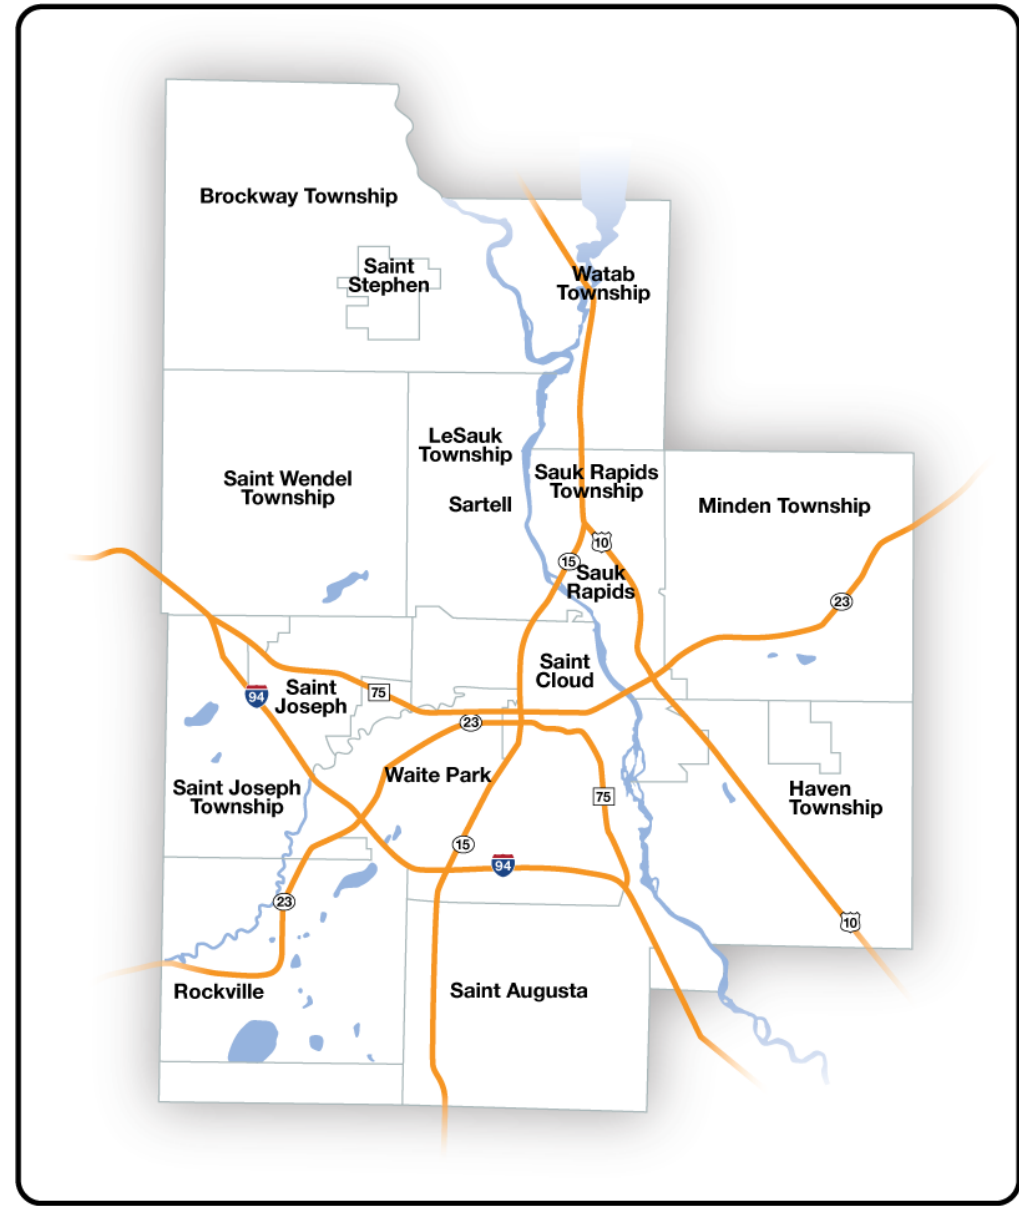 Brockway Township
Saint
Stephen
Watab
Township
LeSauk
Township
Sartell
Saint Wendel
Township
Sauk Rapids
Township
Minden Township
10
15
Sauk
Rapids
23
Saint
Cloud
Saint
Joseph
75
94
23
Waite Park
Saint Joseph
Township
75
Haven
Township
15
94
23
10
Rockville
Saint Augusta